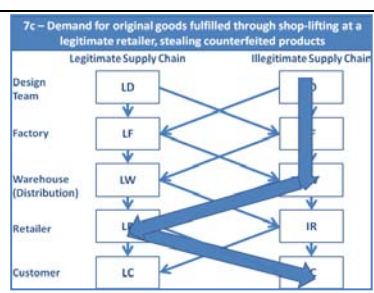 7c – Demand for original goods fulfilled through shop-lifting at a
legitimate retailer, stealing counterfeited products
Legitimate Supply Chain Illegitimate Supply Chain
Design
Team
LD
Factory
LF
Warehouse
(Distribution)
LW
Retailer
IR
Customer
LC